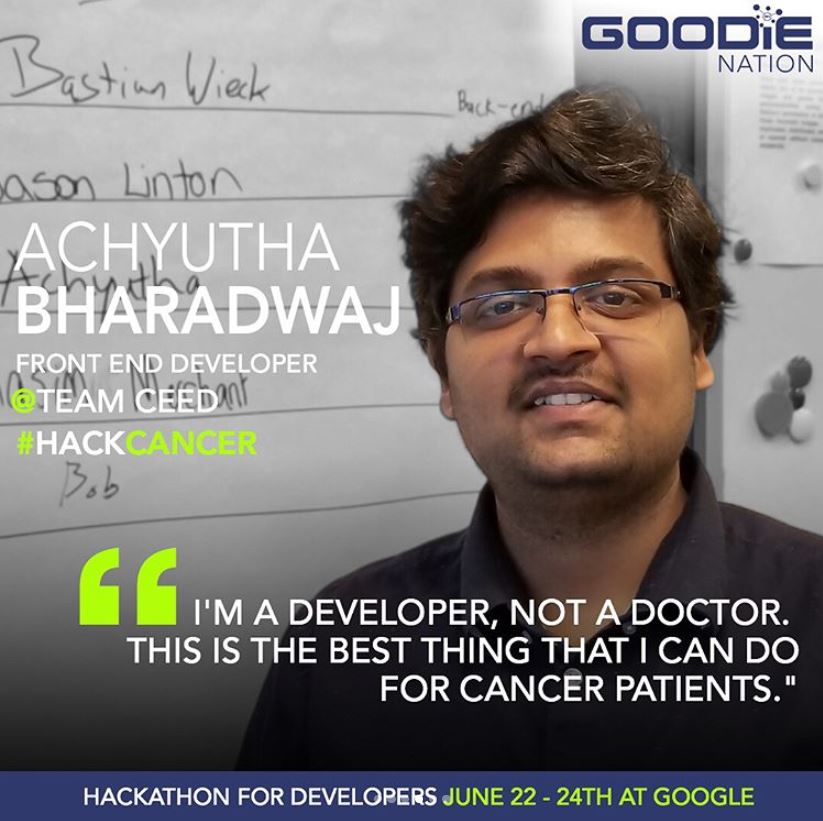 GOODiE
NATION
Bastian Wieck
Back-end
ason Linton
ACHYUTHA
Achyutha
BHARADWAJ
FRONT END DEVELOPER
@TEAM CEED
#HACKCANCER
Bob
I'M A DEVELOPER, NOT A DOCTOR.
THIS IS THE BEST THING THAT I CAN DO
FOR CANCER PATIENTS."
HACKATHON FOR DEVELOPERS JUNE 22 - 24TH AT GOOGLE